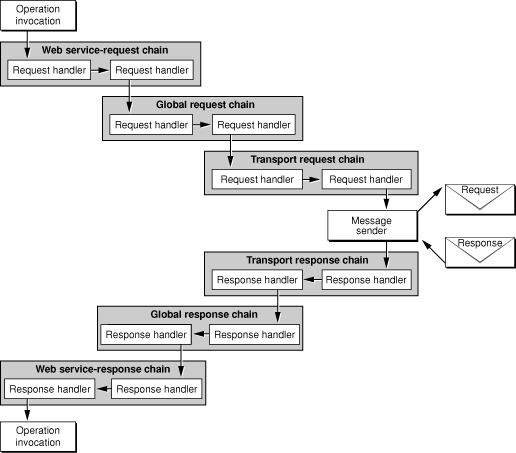 Operation
invocation
Web service-request chain
Request handler Request handler
Global request chain
Request handler Request handler
Transport request chain
Request handler Request handler
Request
Message
sender
Response
Transport response chain
Response handler Response handler
Global response chain
Response handler Response handler
Web service-response chain
Response handler Response handler
Operation
invocation